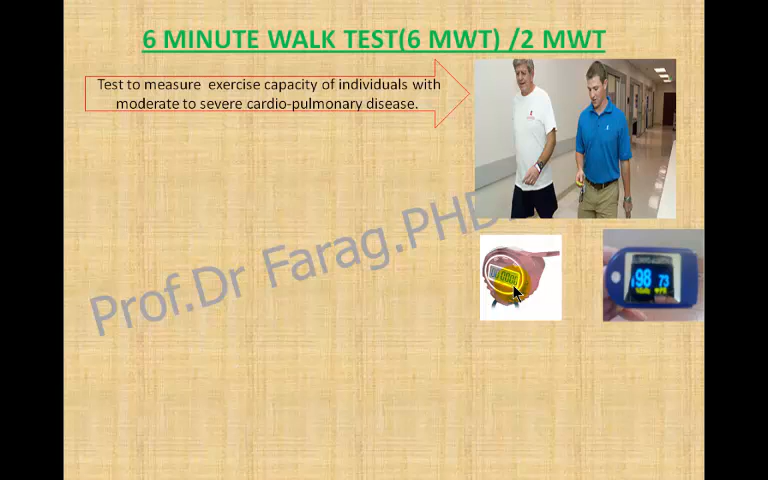 6 MINUTE WALK TEST(6 MWT) /2 MWT
Test to measure exercise capacity of individuals with
moderate to severe cardio-pulmonary disease.
Prof.Dr Farag.PHD
98 73